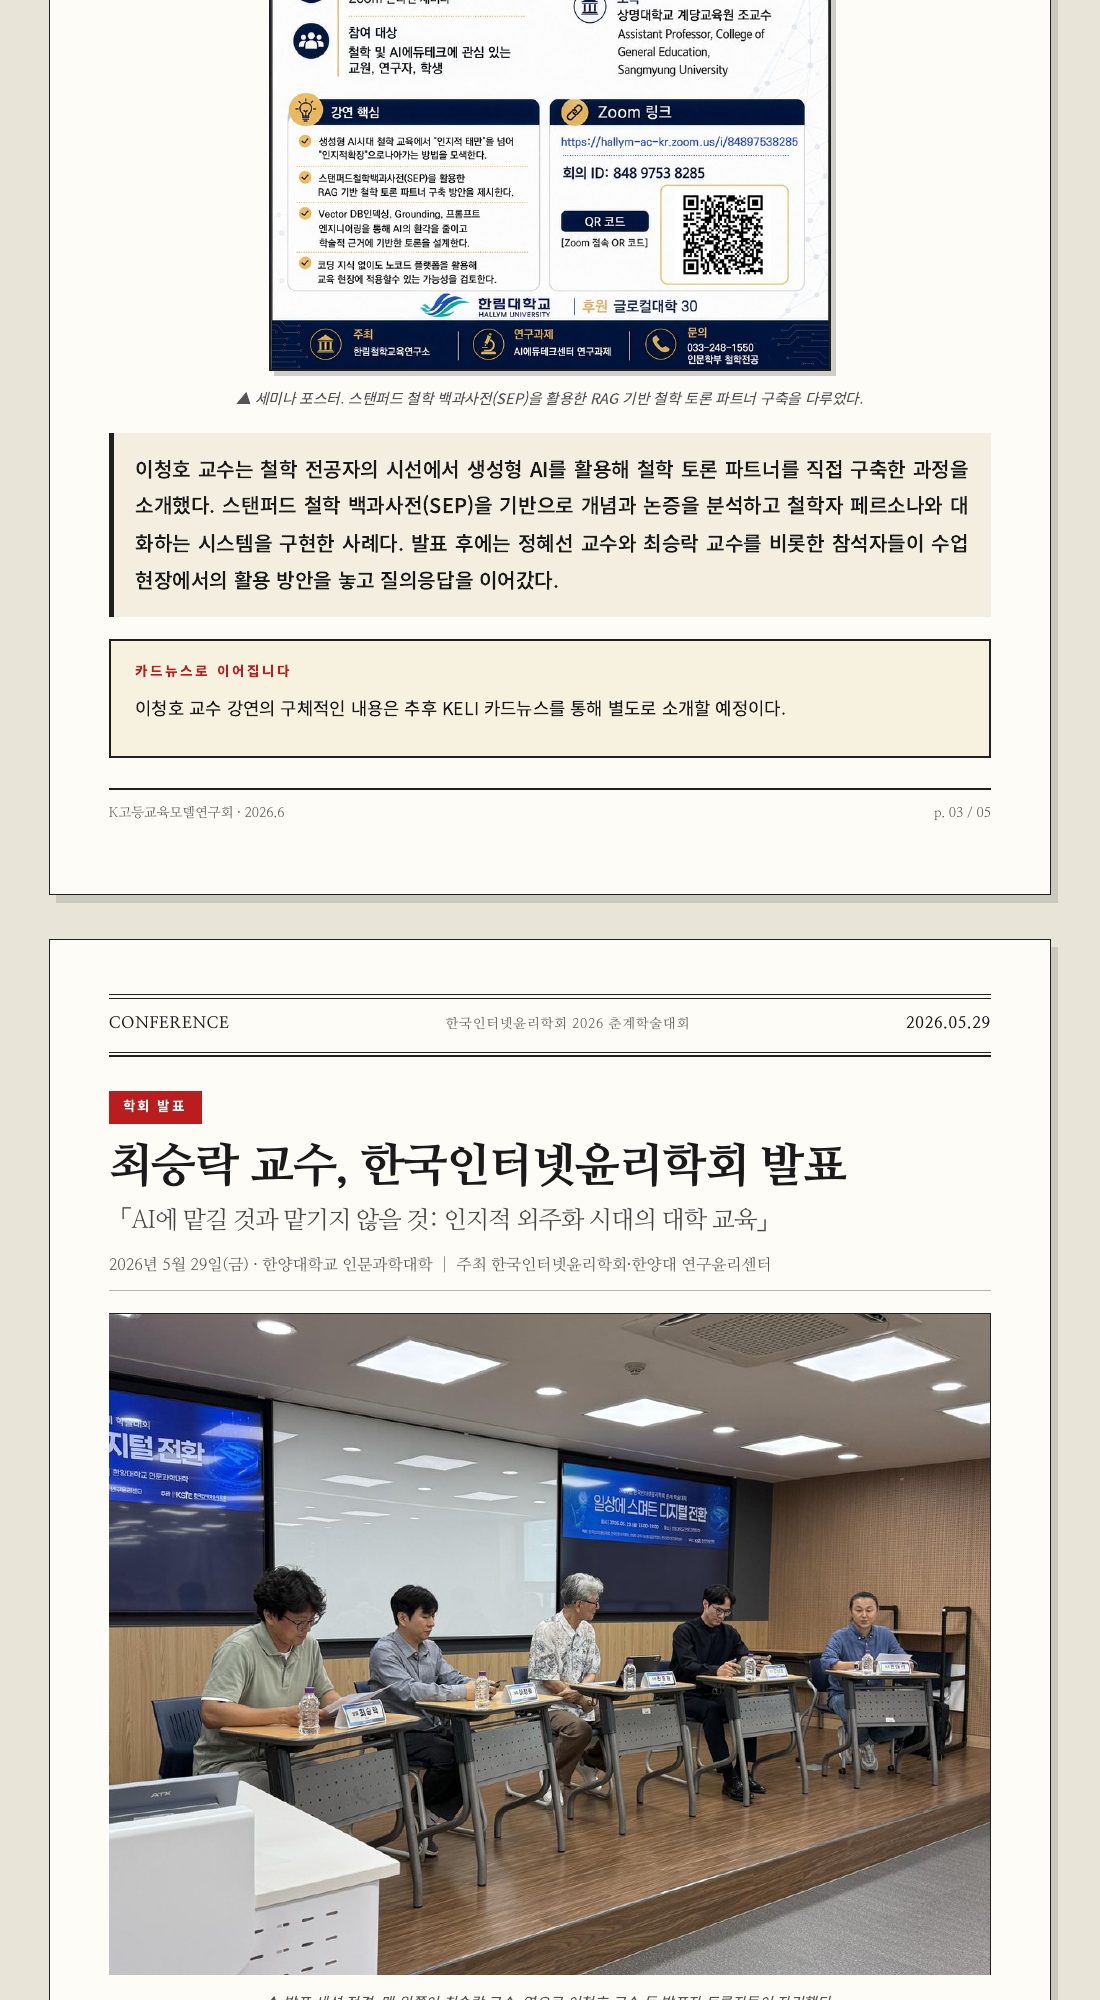 참여 대상
철학 및 AI에듀테크에 관심 있는
교원, 연구자, 학생
상명대학교 계당교육원 조교수
Assistant Professor, College of
General Education,
Sangmyung University
강연 핵심
생성형 AI시대 철학 교육에서 "인지적 태만"을 넘어
"인지적확장"으로나아가는 방법을 모색한다.
스탠퍼드철학백과사전(SEP)을 활용한
RAG 기반 철학 토론 파트너 구축 방안을 제시한다.
Vector DB인덱싱, Grounding, 프롬프트
엔지니어링을 통해 AI의 환각을 줄이고
학술적 근거에 기반한 토론을 설계한다.
코딩 지식 없이도 노코드 플랫폼을 활용해
교육 현장에 적용할수 있는 가능성을 검토한다.
Zoom 링크
https://hallym-ac-kr.zoom.us/i/84897538285
회의 ID: 848 9753 8285
QR 코드
[Zoom 접속 QR 코드]
한림대학교
HALLYM UNIVERSITY
후원 글로컬대학 30
주최
한림철학교육연구소
연구과제
AI에듀테크센터 연구과제
문의
033-248-1550
인문학부 철학전공
▲ 세미나 포스터. 스탠퍼드 철학 백과사전(SEP)을 활용한 RAG 기반 철학 토론 파트너 구축을 다루었다.
이청호 교수는 철학 전공자의 시선에서 생성형 AI를 활용해 철학 토론 파트너를 직접 구축한 과정을
소개했다. 스탠퍼드 철학 백과사전(SEP)을 기반으로 개념과 논증을 분석하고 철학자 페르소나와 대
화하는 시스템을 구현한 사례다. 발표 후에는 정혜선 교수와 최승락 교수를 비롯한 참석자들이 수업
현장에서의 활용 방안을 놓고 질의응답을 이어갔다.
카드뉴스로 이어집니다
이청호 교수 강연의 구체적인 내용은 추후 KELI 카드뉴스를 통해 별도로 소개할 예정이다.
K고등교육모델연구회 · 2026.6
p. 03 / 05
CONFERENCE
한국인터넷윤리학회 2026 춘계학술대회
2026.05.29
학회 발표
최승락 교수, 한국인터넷윤리학회 발표
「AI에 맡길 것과 맡기지 않을 것: 인지적 외주화 시대의 대학 교육」
2026년 5월 29일(금) · 한양대학교 인문과학대학 | 주최 한국인터넷윤리학회·한양대 연구윤리센터
지털 전환
한양대학교 인문과학대학
일상에 스며든 디지털 전환
최승락
ATX